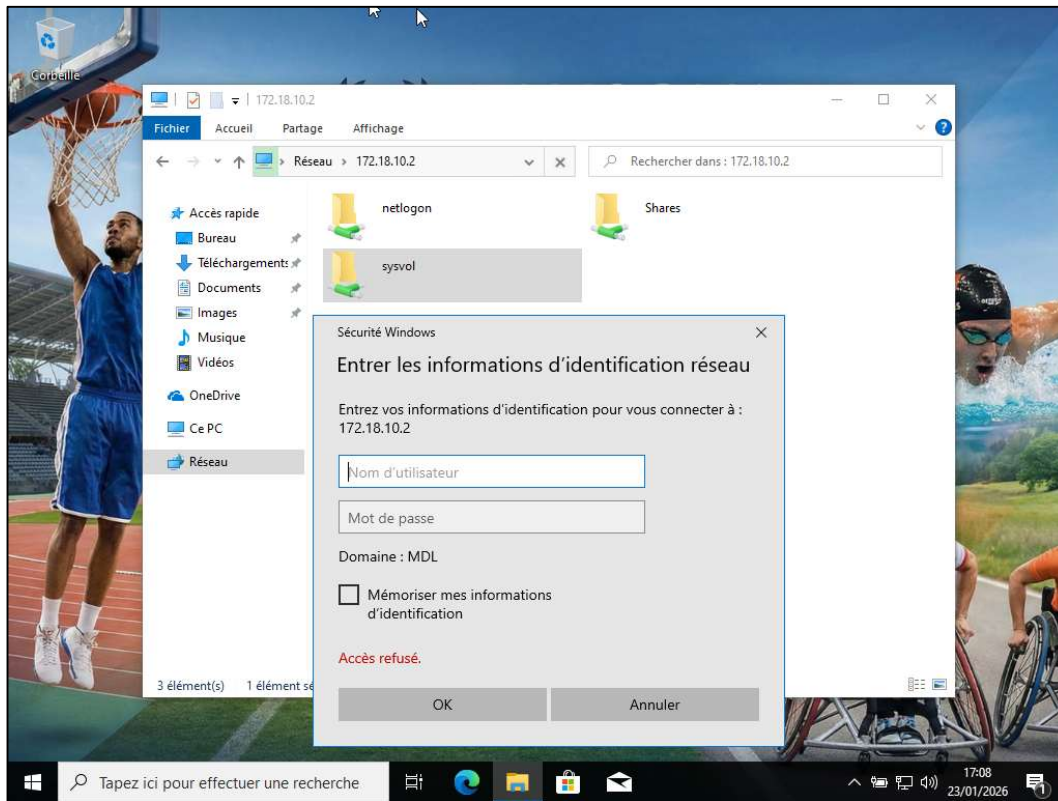 Corbeille
172.18.10.2
Fichier Accueil Partage Affichage
Réseau 172.18.10.2
Rechercher dans : 172.18.10.2
Accès rapide
Bureau
Téléchargements
Documents
Images
Musique
Vidéos
OneDrive
Ce PC
Réseau
netlogon
Shares
sysvol
Sécurité Windows
Entrer les informations d'identification réseau
Entrez vos informations d'identification pour vous connecter à :
172.18.10.2
Nom d'utilisateur
Mot de passe
Domaine : MDL
Mémoriser mes informations
d'identification
Accès refusé.
OK Annuler
3 élément(s) 1 élément sé
Tapez ici pour effectuer une recherche
17:08
23/01/2026
1